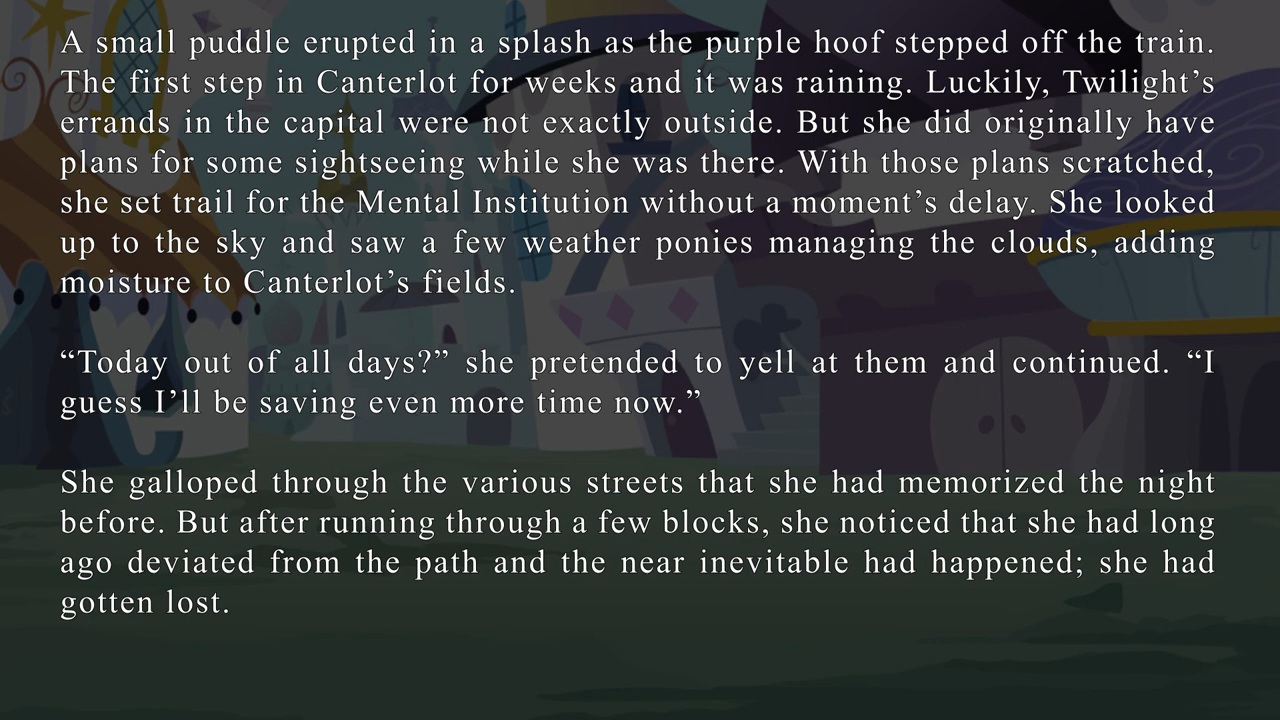 A small puddle erupted in a splash as the purple hoof stepped off the train.
The first step in Canterlot for weeks and it was raining. Luckily, Twilight’s
errands in the capital were not exactly outside. But she did originally have
plans for some sightseeing while she was there. With those plans scratched,
she set trail for the Mental Institution without a moment’s delay. She looked
up to the sky and saw a few weather ponies managing the clouds, adding
moisture to Canterlot’s fields.
“Today out of all days?” she pretended to yell at them and continued. “I
guess I’ll be saving even more time now.”
She galloped through the various streets that she had memorized the night
before. But after running through a few blocks, she noticed that she had long
ago deviated from the path and the near inevitable had happened; she had
gotten lost.